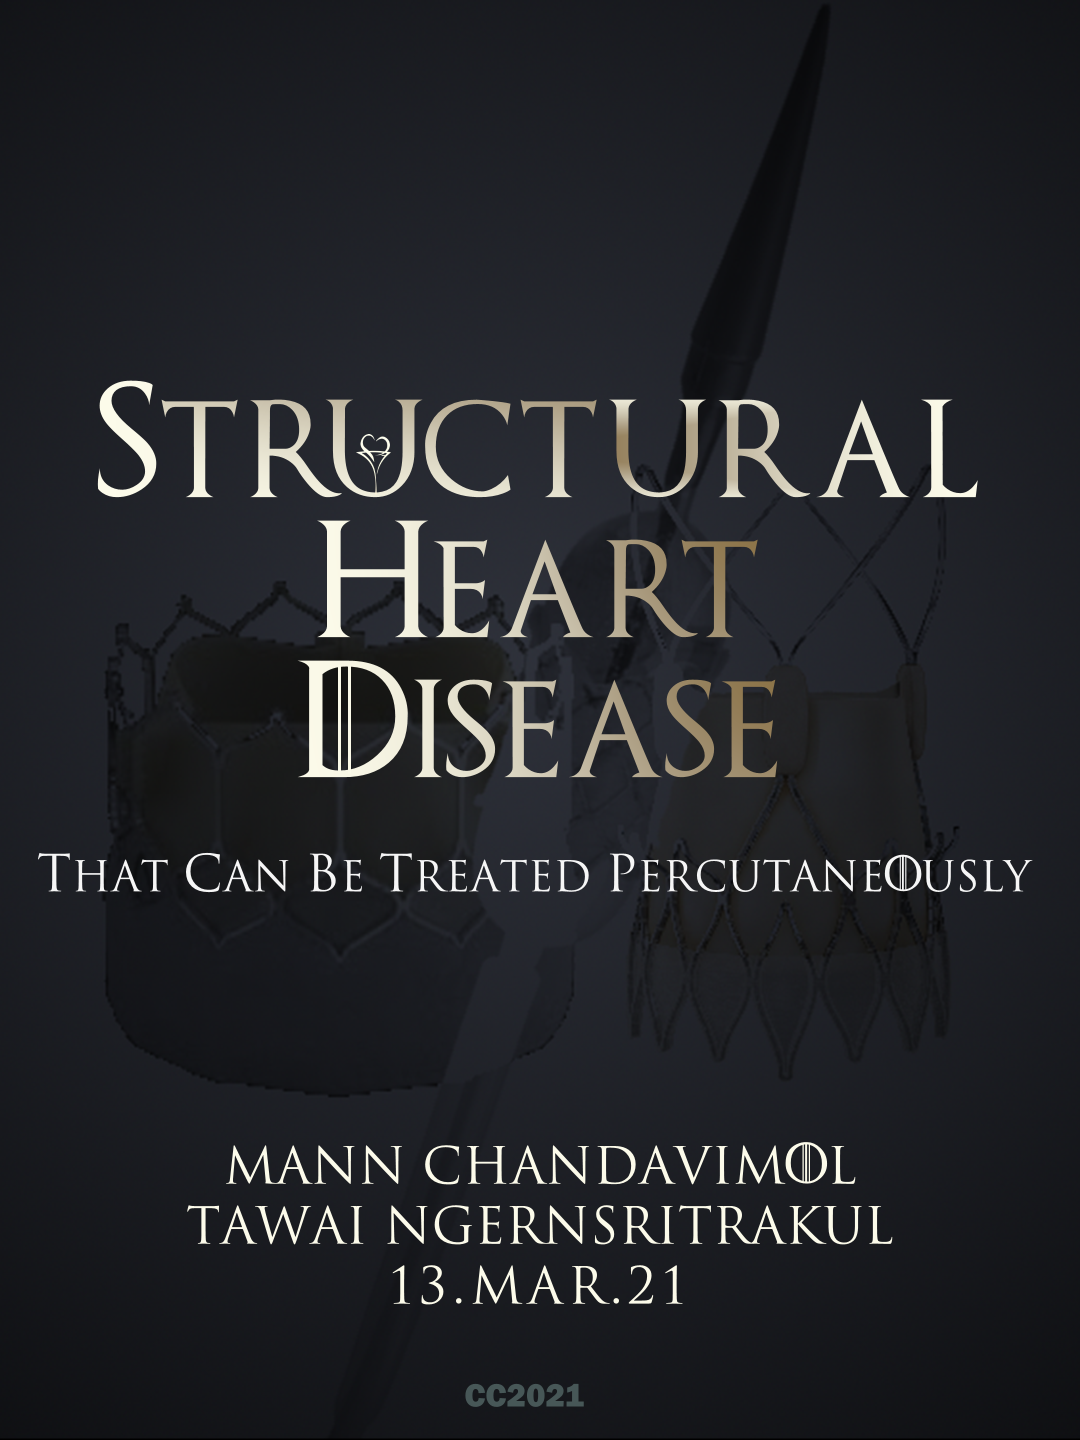 Structural
Heart
Disease
That Can Be Treated Percutaneously
MANN CHANDAVIMOL
TAWAI NGERNSRITRAKUL
13.MAR.21
CC2021